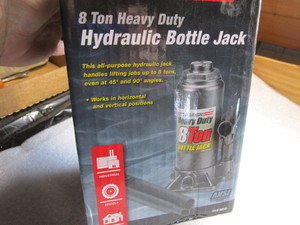 8 Ton Heavy Duty
Hydraulic Bottle Jack
This all-purpose hydraulic jack
handles lifting jobs up to 8 tons,
even at 45° and 90° angles.
• Works in horizontal
and vertical positions
Heavy Duty
8 Ton
BOTTLE JACK
INDUSTRIAL